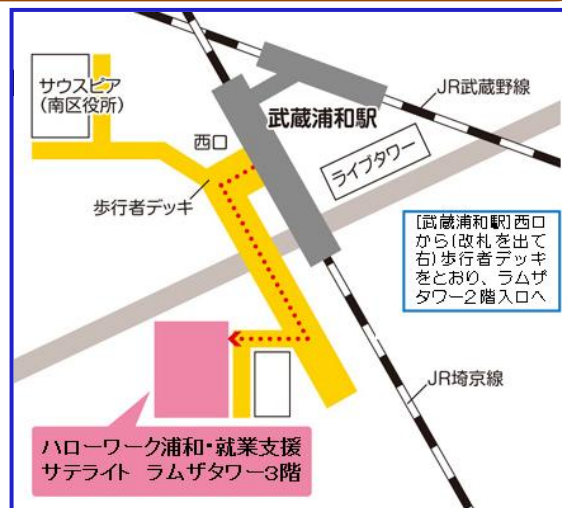 サウスピア
(南区役所)
JR武蔵野線
武蔵浦和駅
西口
ライブタワー
歩行者デッキ
[武蔵浦和駅]西口
から(改札を出て
右)歩行者デッキ
をとおり、ラムザ
タワー2階入口へ
JR埼京線
ハローワーク浦和・就業支援
サテライト ラムザタワー3階